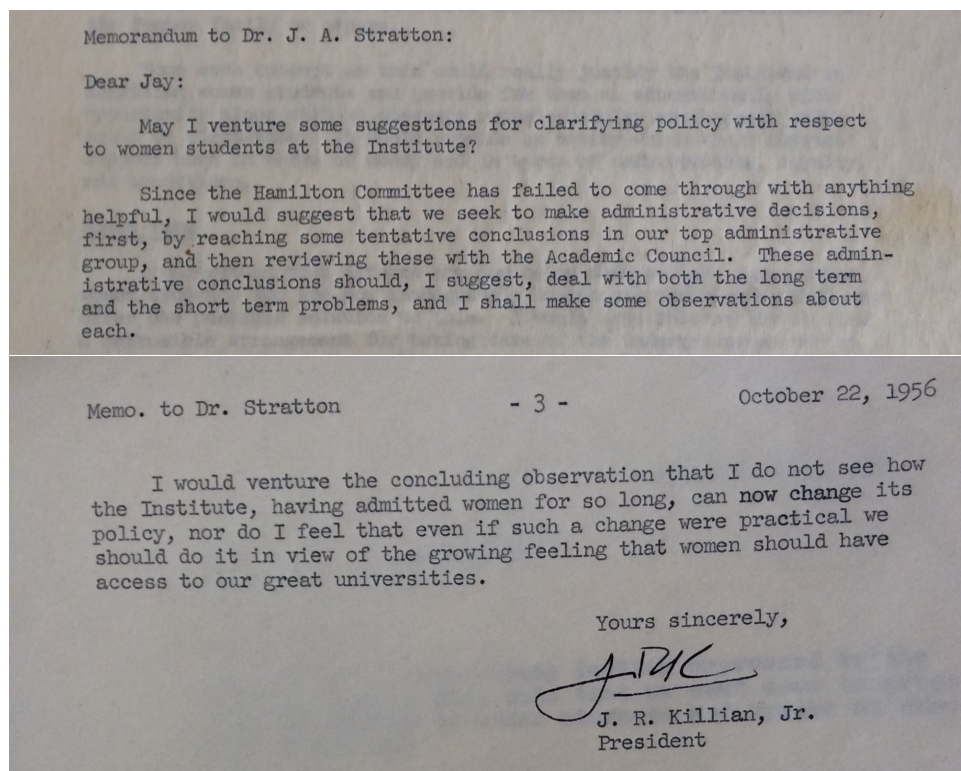 Memorandum to Dr. J. A. Stratton:
Dear Jay:
May I venture some suggestions for clarifying policy with respect
to women students at the Institute?
Since the Hamilton Committee has failed to come through with anything
helpful, I would suggest that we seek to make administrative decisions,
first, by reaching some tentative conclusions in our top administrative
group, and then reviewing these with the Academic Council. These admin-
istrative conclusions should, I suggest, deal with both the long term
and the short term problems, and I shall make some observations about
each.
Memo. to Dr. Stratton - 3 - October 22, 1956
I would venture the concluding observation that I do not see how
the Institute, having admitted women for so long, can now change its
policy, nor do I feel that even if such a change were practical we
should do it in view of the growing feeling that women should have
access to our great universities.
Yours sincerely,
JRK
J. R. Killian, Jr.
President